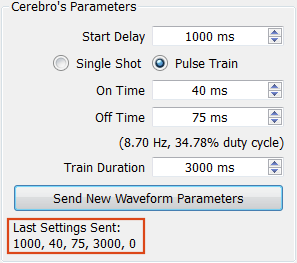 Cerebro's Parameters
Start Delay 1000 ms
Single Shot Pulse Train
On Time 40 ms
Off Time 75 ms
(8.70 Hz, 34.78% duty cycle)
Train Duration 3000 ms
Send New Waveform Parameters
Last Settings Sent:
1000, 40, 75, 3000, 0